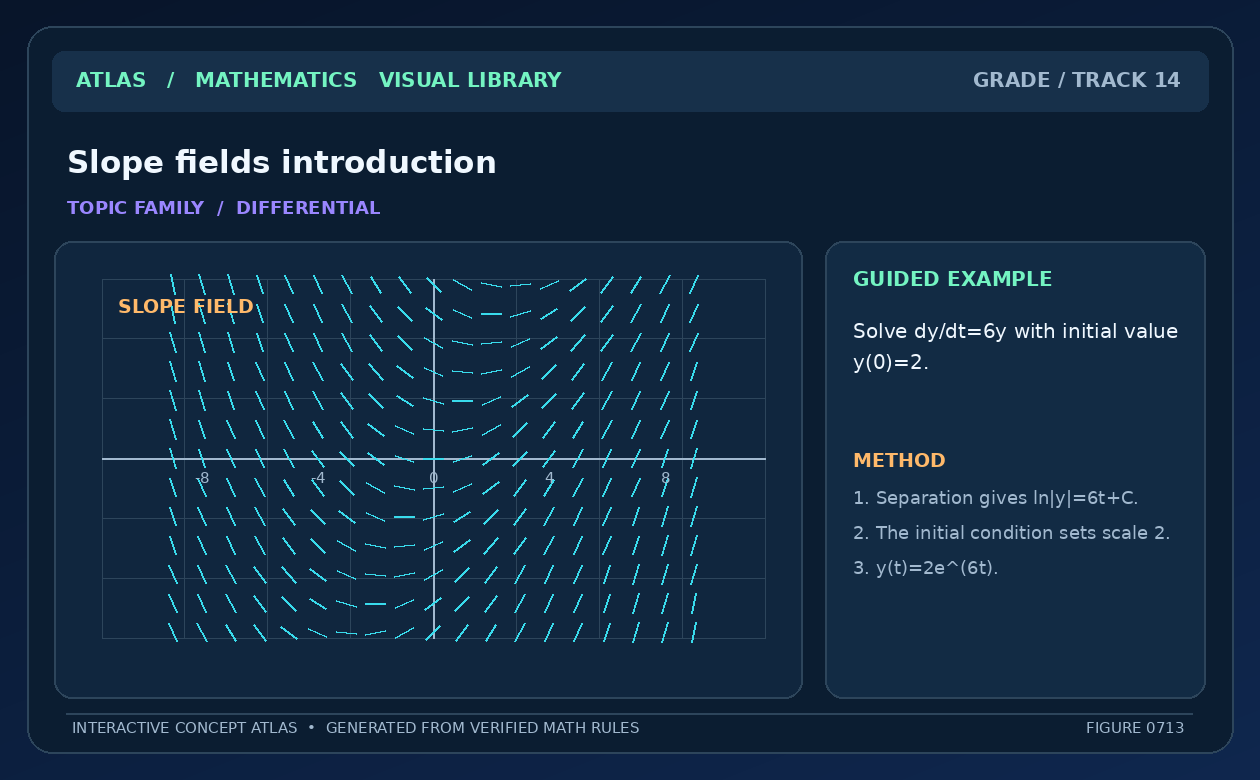 ATLAS / MATHEMATICS VISUAL LIBRARY
GRADE / TRACK 14
Slope fields introduction
TOPIC FAMILY / DIFFERENTIAL
SLOPE FIELD
-8 -4 0 4 8
GUIDED EXAMPLE
Solve dy/dt=6y with initial value
y(0)=2.
METHOD
1. Separation gives ln|y|=6t+C.
2. The initial condition sets scale 2.
3. y(t)=2e^(6t).
INTERACTIVE CONCEPT ATLAS • GENERATED FROM VERIFIED MATH RULES
FIGURE 0713